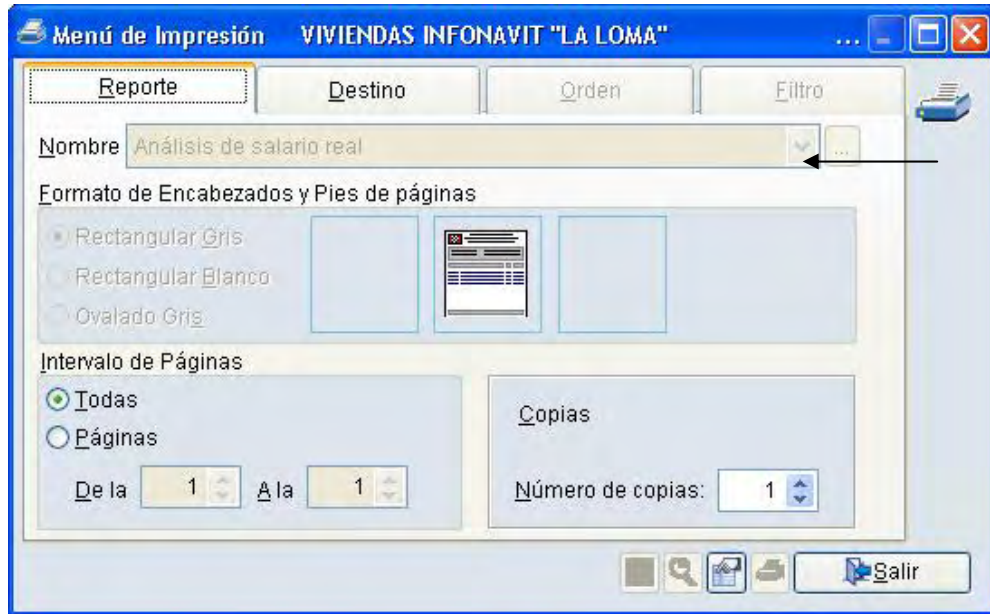 Menú de Impresión VIVIENDAS INFONAVIT "LA LOMA" ...
Reporte Destino Orden Filtro
Nombre Análisis de salario real ...
Formato de Encabezados y Pies de páginas
Rectangular Gris
Rectangular Blanco
Ovalado Gris
Intervalo de Páginas
Todas
Páginas
De la 1 A la 1
Copias
Número de copias: 1
Salir